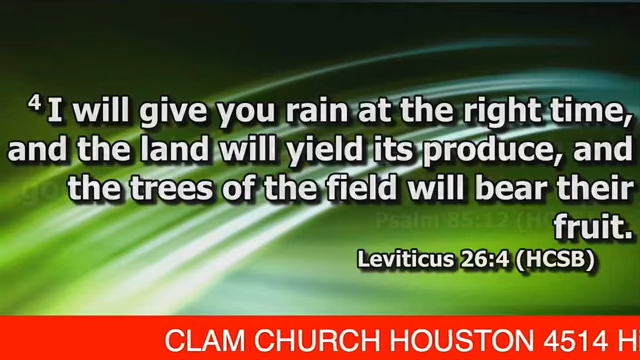 4 I will give you rain at the right time,
and the land will yield its produce, and
the trees of the field will bear their
fruit.
Psalm 85:12 (H
Leviticus 26:4 (HCSB)
CLAM CHURCH HOUSTON 4514 H